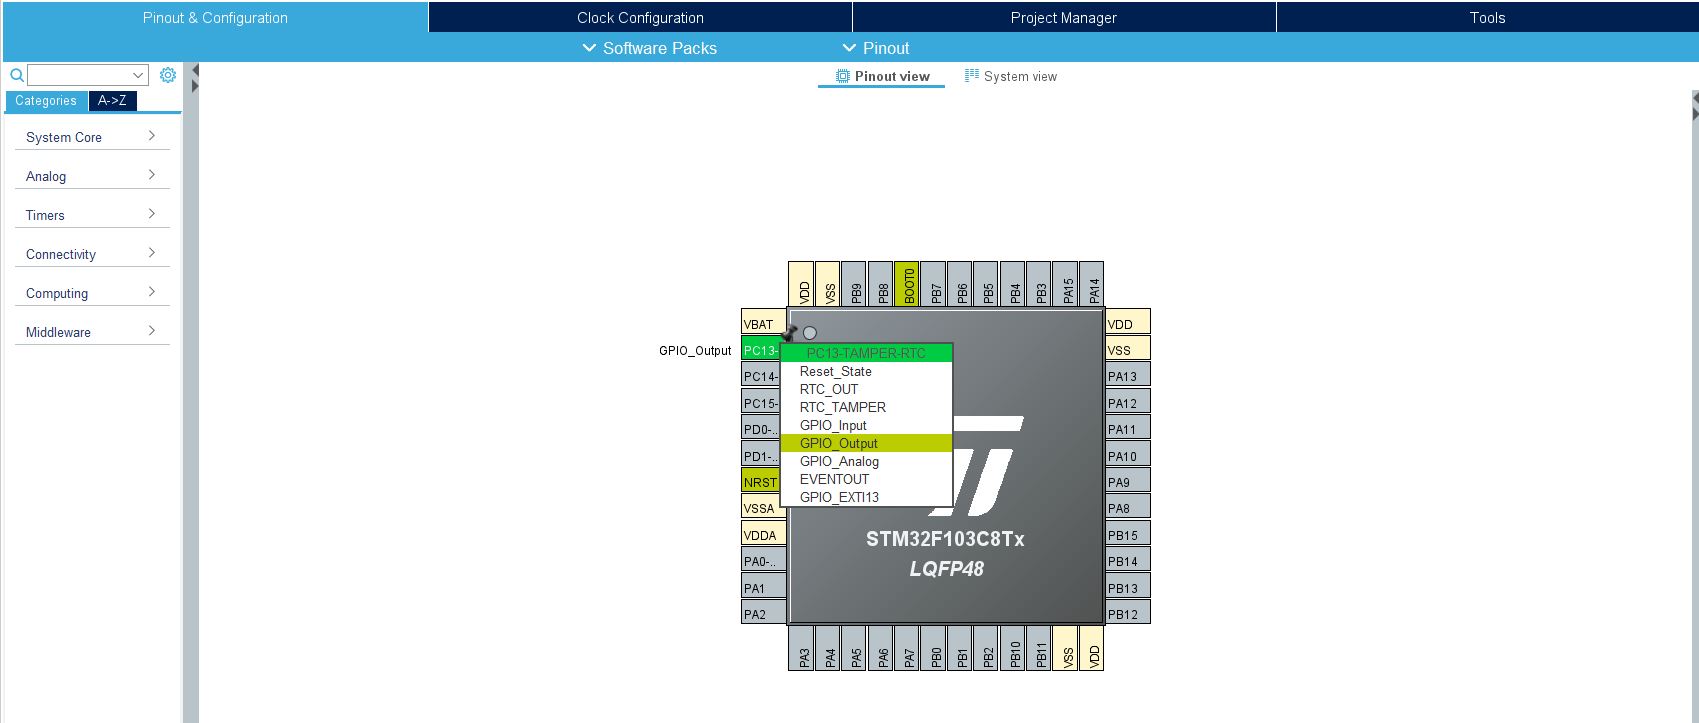 Pinout & Configuration
Clock Configuration
Project Manager
Tools
Software Packs
Pinout
Categories
A->Z
Pinout view
System view
System Core
Analog
Timers
Connectivity
Computing
Middleware
VDD
VSS
PB9
PB8
BOOT0
PB7
PB6
PB5
PB4
PB3
PA15
PA14
GPIO_Output
VBAT
PC13-
PC14-
PC15-
PD0-..
PD1-..
NRST
VSSA
VDDA
PA0-..
PA1
PA2
PC13-TAMPER-RTC
Reset_State
RTC_OUT
RTC_TAMPER
GPIO_Input
GPIO_Output
GPIO_Analog
EVENTOUT
GPIO_EXTI13
STM32F103C8Tx
LQFP48
VDD
VSS
PA13
PA12
PA11
PA10
PA9
PA8
PB15
PB14
PB13
PB12
PA3
PA4
PA5
PA6
PA7
PB0
PB1
PB2
PB10
PB11
VSS
VDD